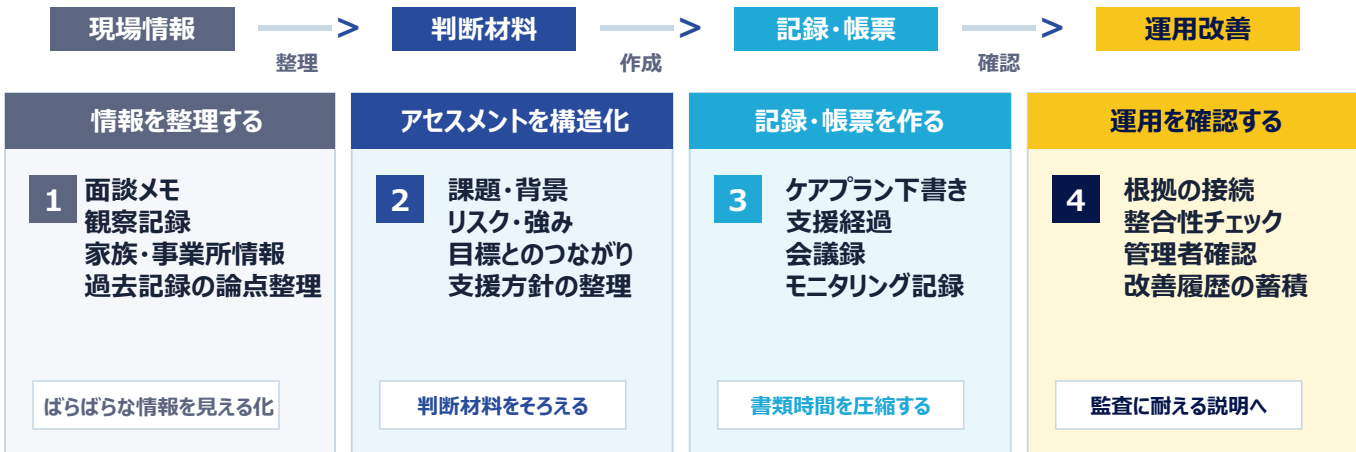 現場情報
>
判断材料
>
記録・帳票
>
運用改善
整理
作成
確認
情報を整理する
1
面談メモ
観察記録
家族・事業所情報
過去記録の論点整理
ばらばらな情報を見える化
アセスメントを構造化
2
課題・背景
リスク・強み
目標とのつながり
支援方針の整理
判断材料をそろえる
記録・帳票を作る
3
ケアプラン下書き
支援経過
会議録
モニタリング記録
書類時間を圧縮する
運用を確認する
4
根拠の接続
整合性チェック
管理者確認
改善履歴の蓄積
監査に耐える説明へ